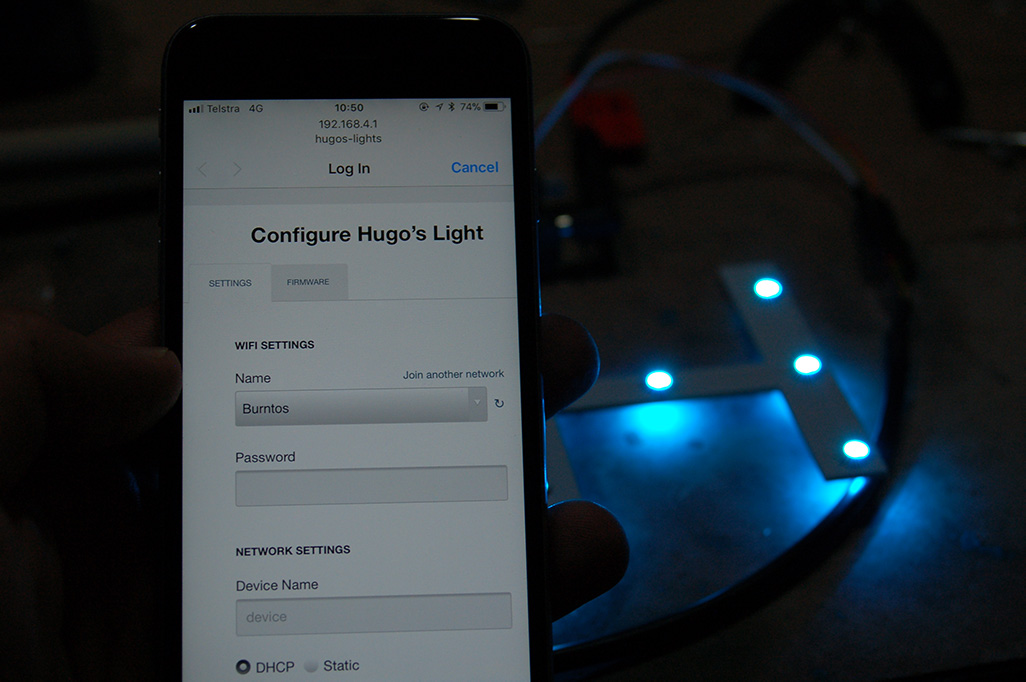 Telstra 4G 10:50 74%
192.168.4.1
hugos-lights
Log In Cancel
Configure Hugo's Light
SETTINGS FIRMWARE
WIFI SETTINGS
Name Join another network
Burntos
Password
NETWORK SETTINGS
Device Name
device
DHCP Static